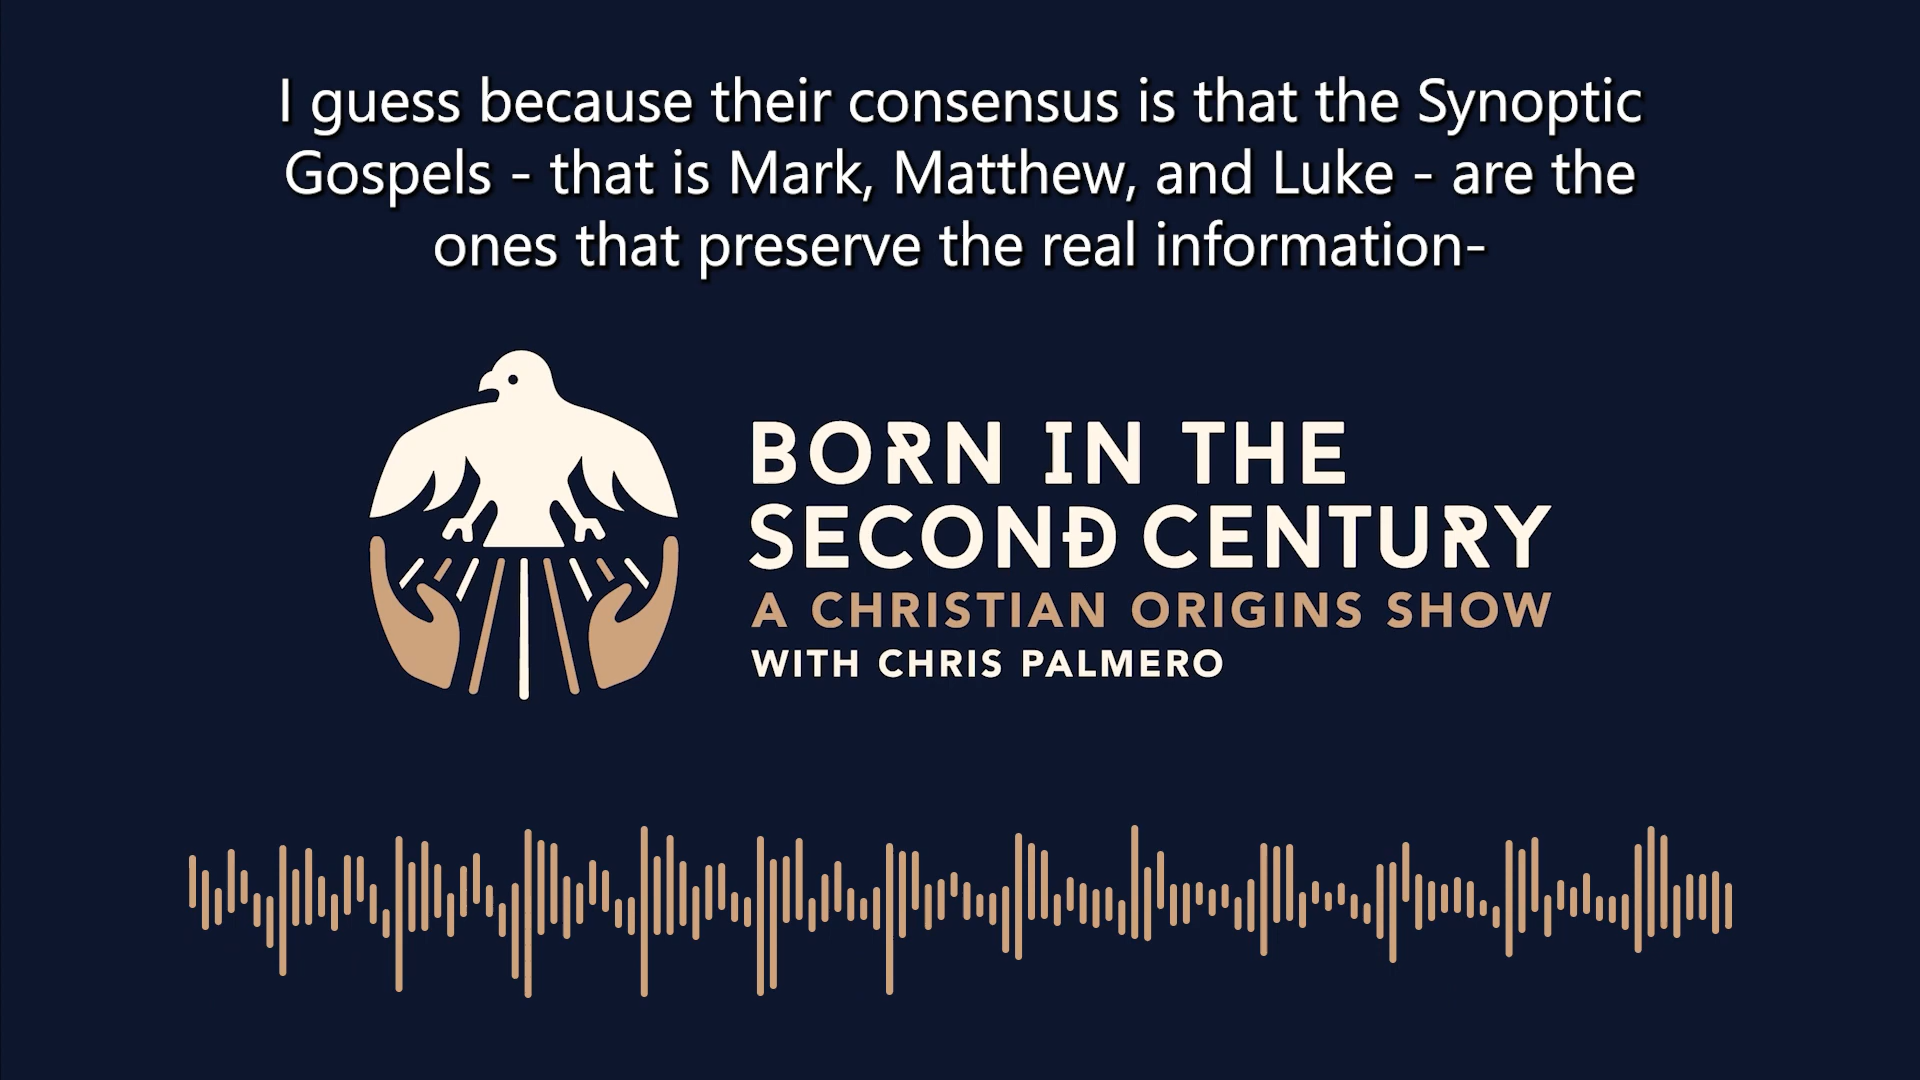 I guess because their consensus is that the Synoptic
Gospels - that is Mark, Matthew, and Luke - are the
ones that preserve the real information-
BORN IN THE
SECOND CENTURY
A CHRISTIAN ORIGINS SHOW
WITH CHRIS PALMERO